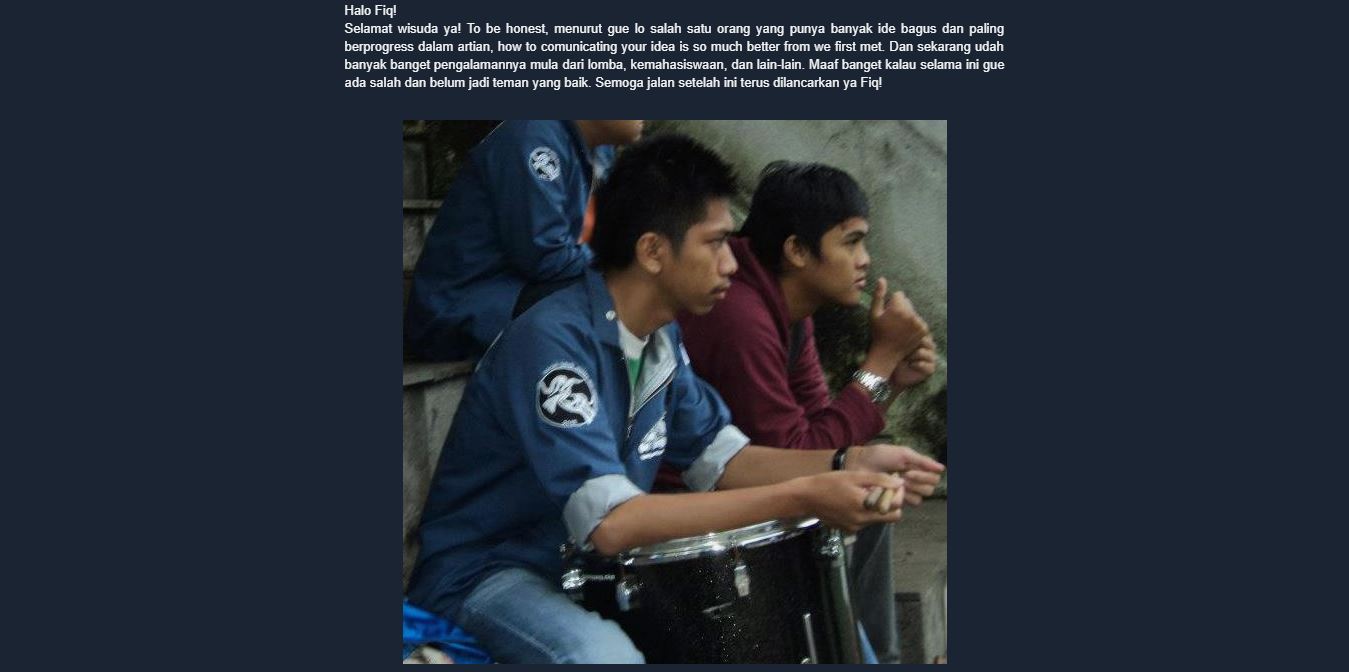 Halo Fiq!
Selamat wisuda ya! To be honest, menurut gue lo salah satu orang yang punya banyak ide bagus dan paling
berprogress dalam artian, how to comunicating your idea is so much better from we first met. Dan sekarang udah
banyak banget pengalamannya mula dari lomba, kemahasiswaan, dan lain-lain. Maaf banget kalau selama ini gue
ada salah dan belum jadi teman yang baik. Semoga jalan setelah ini terus dilancarkan ya Fiq!